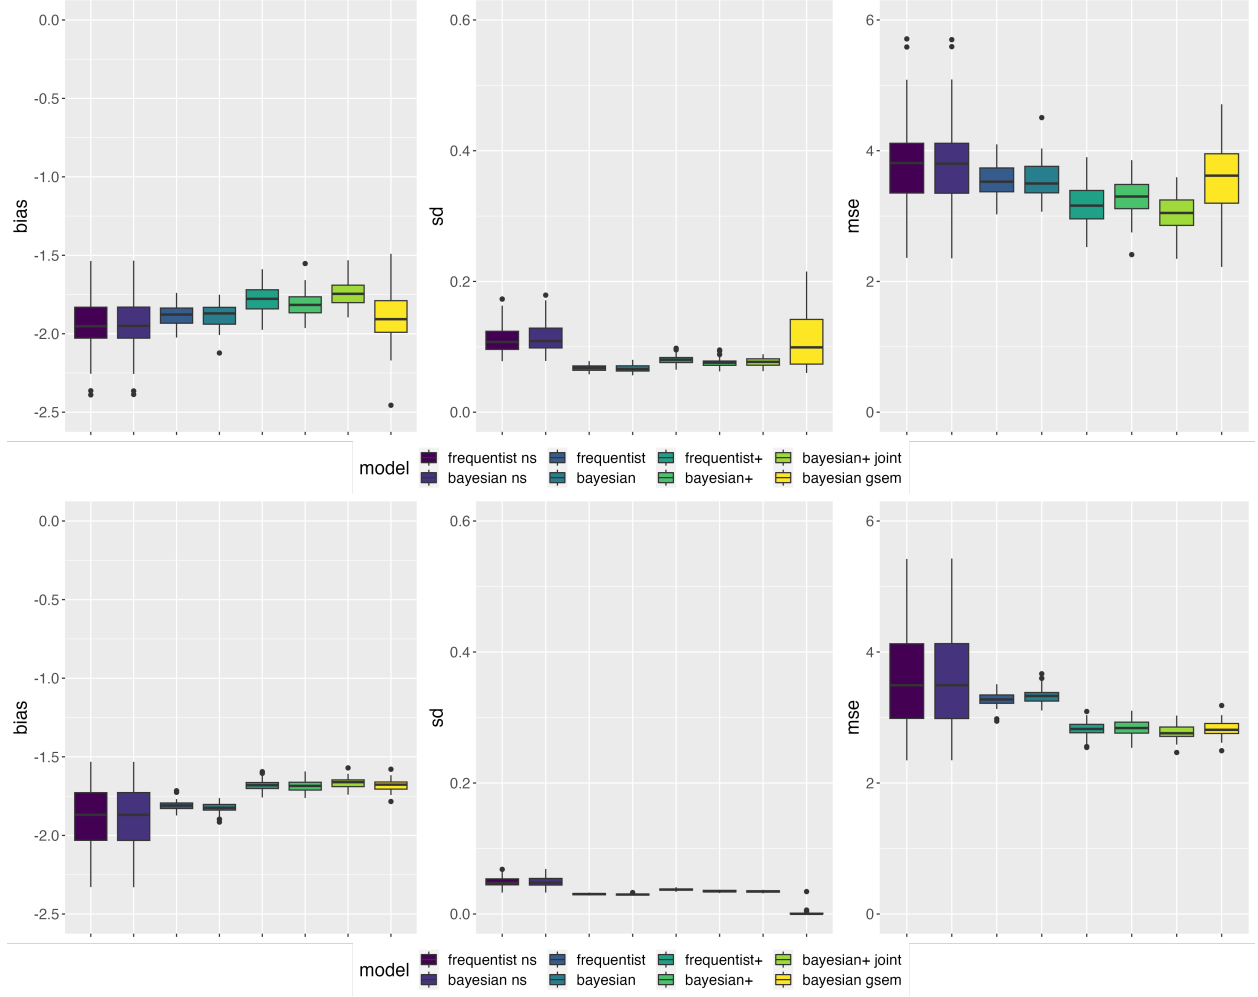 0.0
-0.5
-1.0
-1.5
-2.0
-2.5
bias
0.6
0.4
0.2
0.0
sd
6
4
2
0
mse
model
frequentist ns
frequentist
frequentist+
bayesian+ joint
bayesian ns
bayesian
bayesian+
bayesian gsem
0.0
-0.5
-1.0
-1.5
-2.0
-2.5
bias
0.6
0.4
0.2
0.0
sd
6
4
2
0
mse
model
frequentist ns
frequentist
frequentist+
bayesian+ joint
bayesian ns
bayesian
bayesian+
bayesian gsem